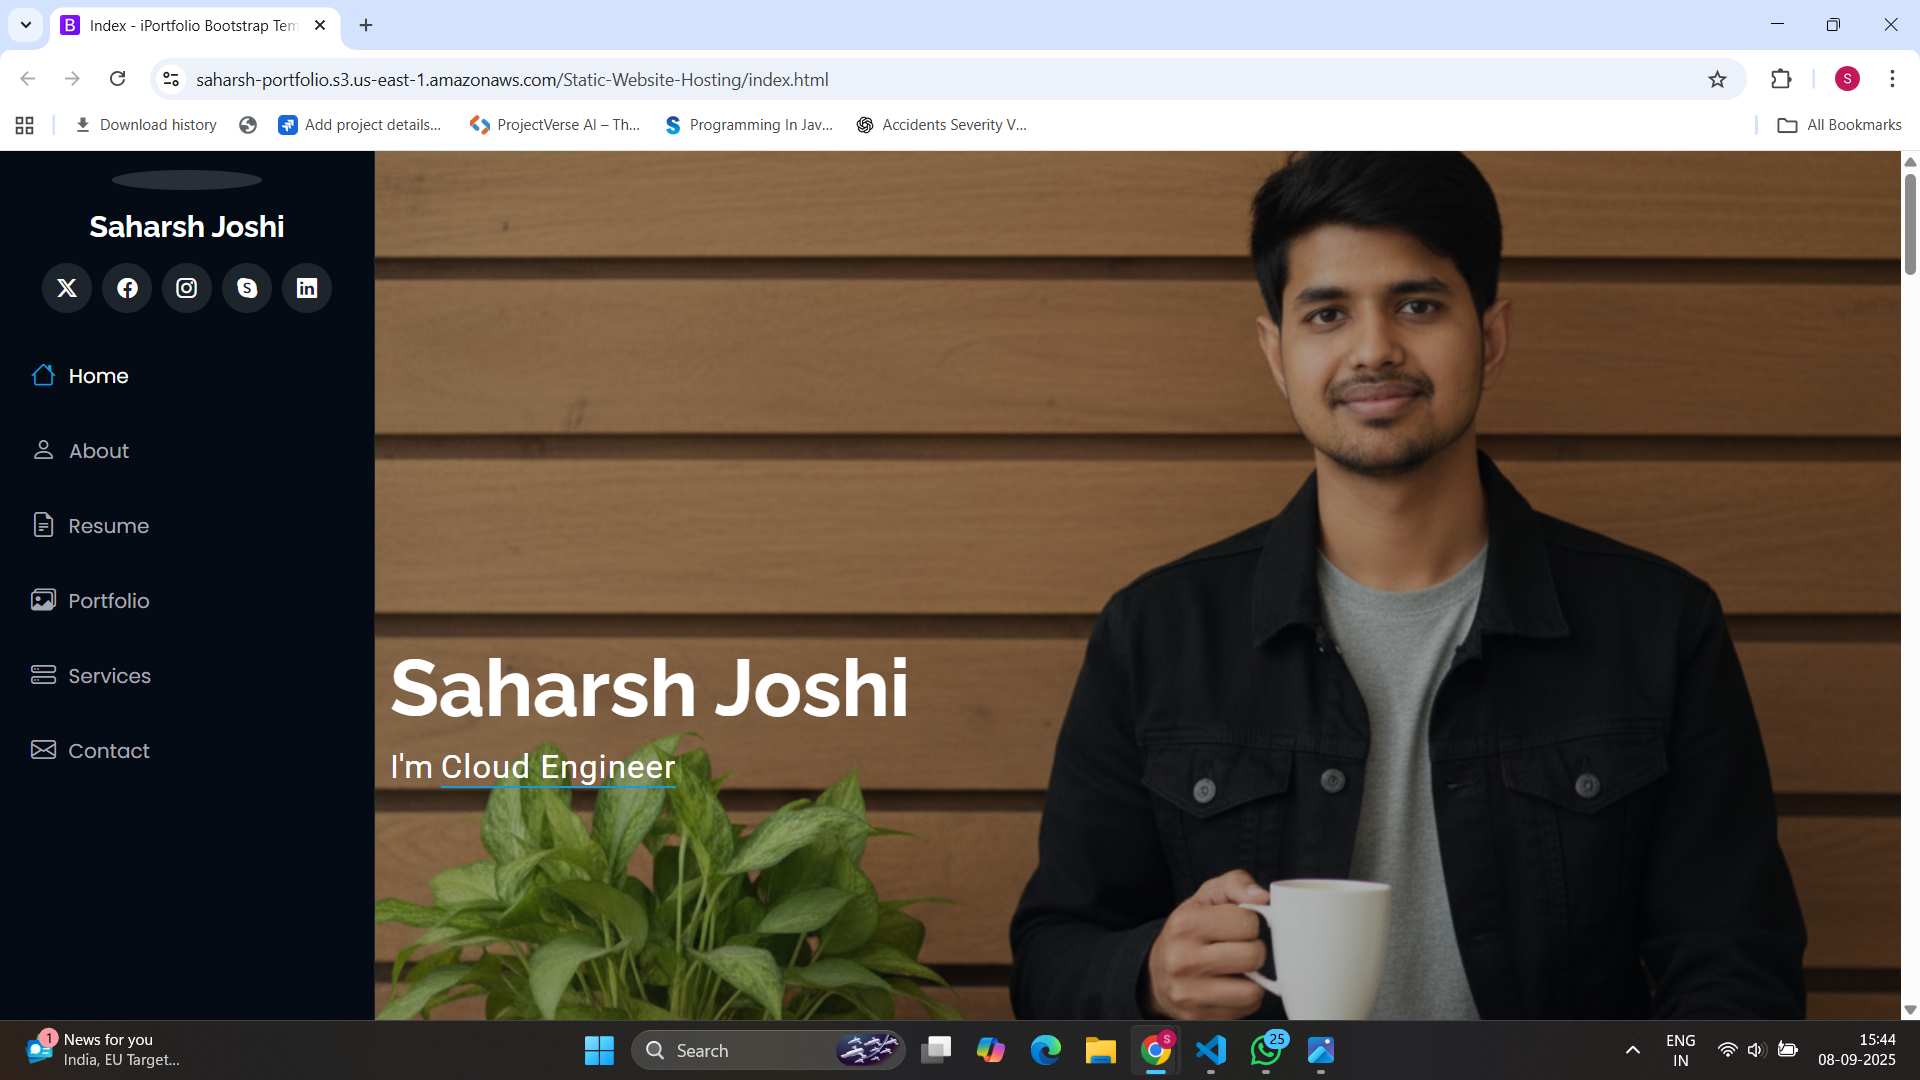 Index - iPortfolio Bootstrap Tem
saharsh-portfolio.s3.us-east-1.amazonaws.com/Static-Website-Hosting/index.html
S
Download history
Add project details...
ProjectVerse AI – Th...
Programming In Jav...
Accidents Severity V...
All Bookmarks
Saharsh Joshi
Home
About
Resume
Portfolio
Services
Contact
Saharsh Joshi
I'm Cloud Engineer
1
News for you
India, EU Target...
Search
S
25
ENG
IN
15:44
08-09-2025